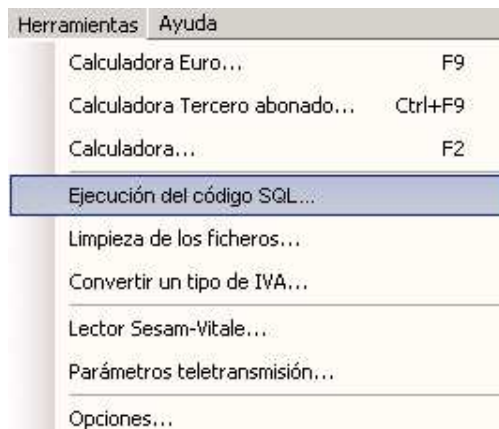 Herramientas Ayuda
Calculadora Euro... F9
Calculadora Tercero abonado... Ctrl+F9
Calculadora... F2
Ejecución del código SQL...
Limpieza de los ficheros...
Convertir un tipo de IVA...
Lector Sesam-Vitale...
Parámetros teletransmisión...
Opciones...